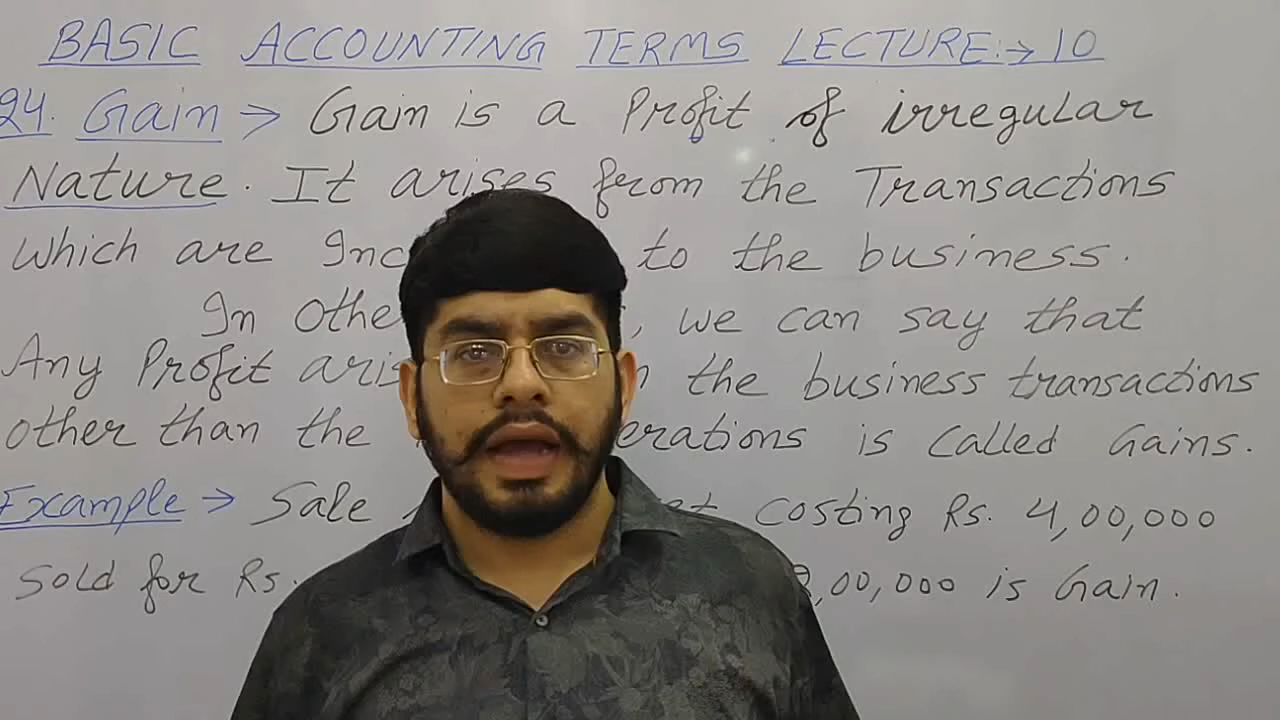 BASIC ACCOUNTING TERMS LECTURE:→ 10
24. Gain → Gain is a Profit of irregular
Nature. It arises from the Transactions
Which are to the business.
In we can say that
Any Profit the business transactions
other than the is Called Gains.
Example → Sale costing Rs. 4,00,000
Sold for Rs. is Gain.